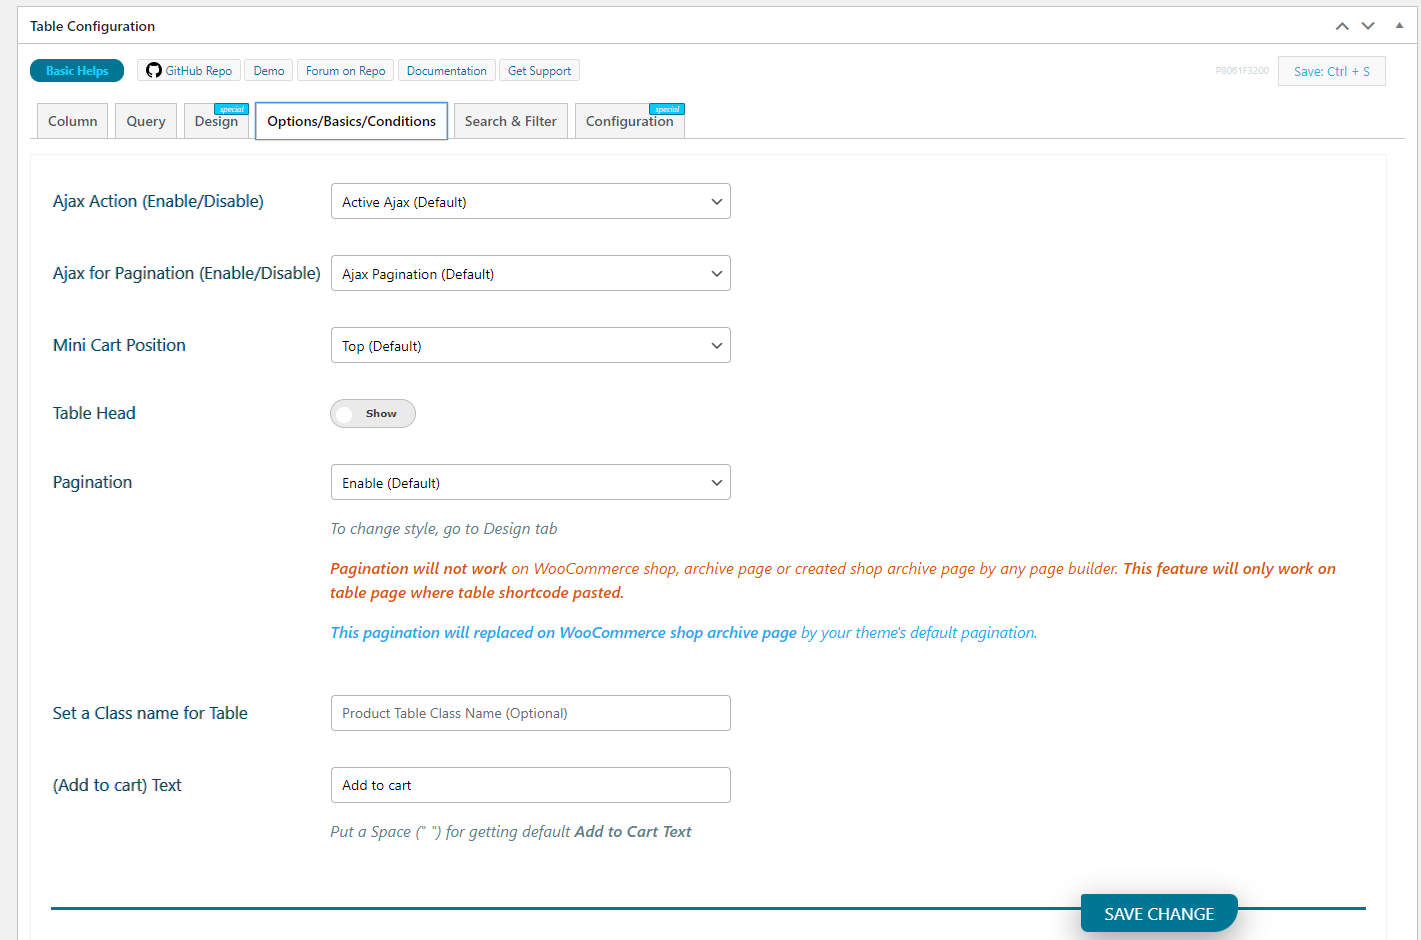 Table Configuration
Basic Helps
GitHub Repo
Demo
Forum on Repo
Documentation
Get Support
P8061F3200
Save: Ctrl + S
Column
Query
Design
special
Options/Basics/Conditions
Search & Filter
Configuration
special
Ajax Action (Enable/Disable)
Active Ajax (Default)
Ajax for Pagination (Enable/Disable)
Ajax Pagination (Default)
Mini Cart Position
Top (Default)
Table Head
Show
Pagination
Enable (Default)
To change style, go to Design tab
Pagination will not work on WooCommerce shop, archive page or created shop archive page by any page builder. This feature will only work on
table page where table shortcode pasted.
This pagination will replaced on WooCommerce shop archive page by your theme's default pagination.
Set a Class name for Table
Product Table Class Name (Optional)
(Add to cart) Text
Add to cart
Put a Space (" ") for getting default Add to Cart Text
SAVE CHANGE